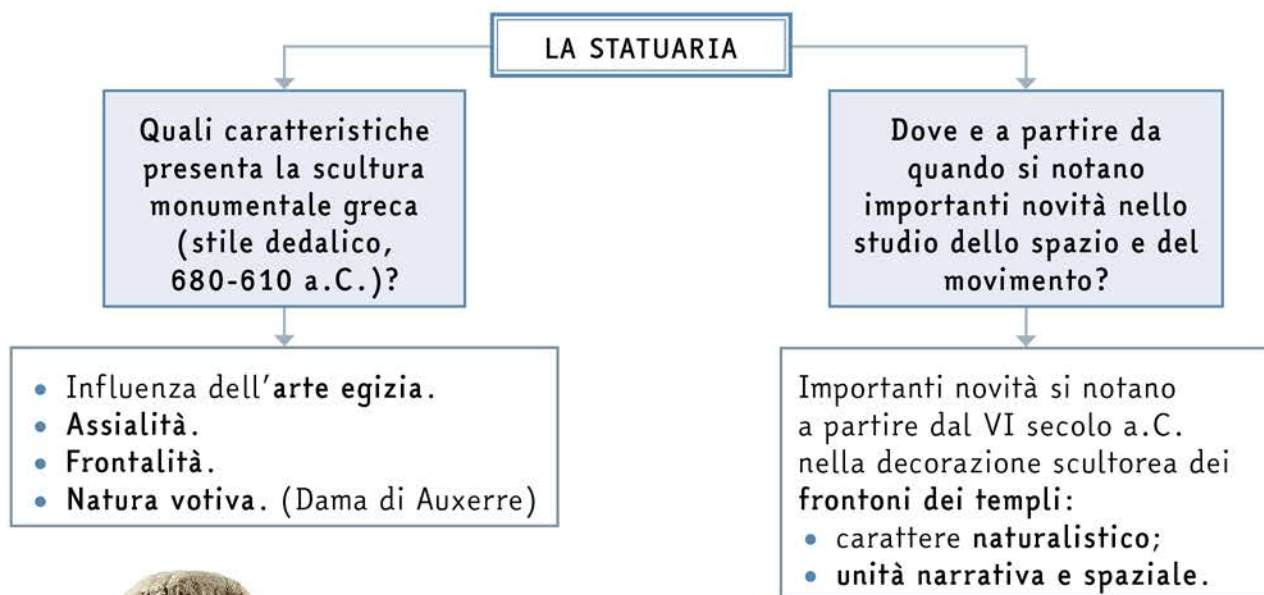 LA STATUARIA
Quali caratteristiche
presenta la scultura
monumentale greca
(stile dedalico,
680-610 a.C.)?
• Influenza dell'arte egizia.
• Assialità.
• Frontalità.
• Natura votiva. (Dama di Auxerre)
Dove e a partire da
quando si notano
importanti novità nello
studio dello spazio e del
movimento?
Importanti novità si notano
a partire dal VI secolo a.C.
nella decorazione scultorea dei
frontoni dei templi:
• carattere naturalistico;
• unità narrativa e spaziale.